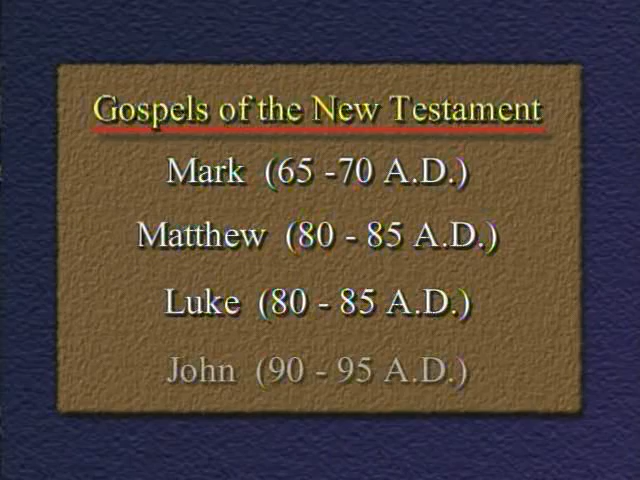 Gospels of the New Testament
Mark (65 -70 A.D.)
Matthew (80 - 85 A.D.)
Luke (80 - 85 A.D.)
John (90 - 95 A.D.)